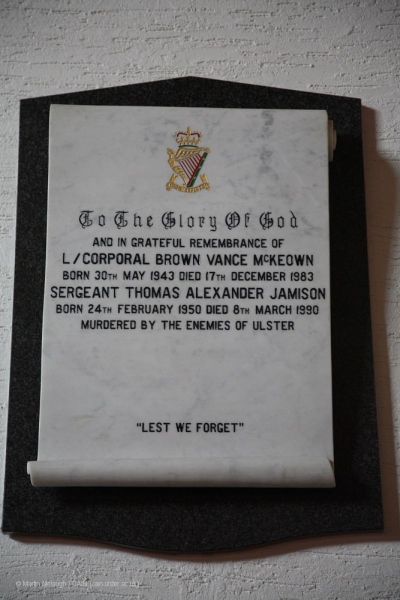 To The Glory Of God
AND IN GRATEFUL REMEMBRANCE OF
L/CORPORAL BROWN VANCE McKEOWN
BORN 30TH MAY 1943 DIED 17TH DECEMBER 1983
SERGEANT THOMAS ALEXANDER JAMISON
BORN 24TH FEBRUARY 1950 DIED 8TH MARCH 1990
MURDERED BY THE ENEMIES OF ULSTER
"LEST WE FORGET"
© Martin Melaugh